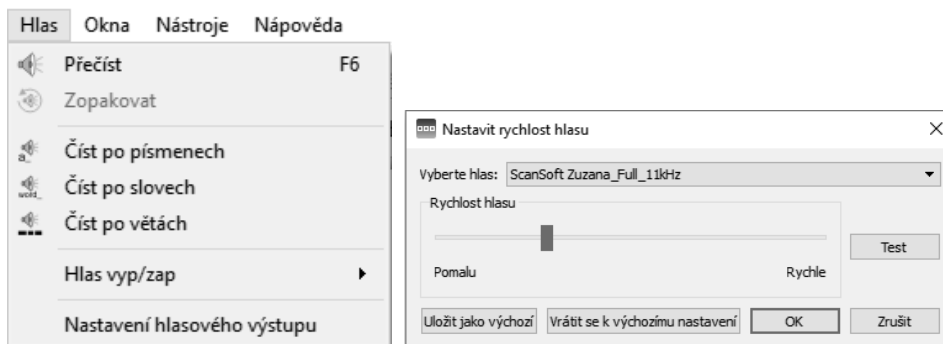 Hlas Okna Nástroje Nápověda
Přečíst F6
Zopakovat
a_ Číst po písmenech
word_ Číst po slovech
Číst po větách
Hlas vyp/zap
Nastavení hlasového výstupu
Nastavit rychlost hlasu
Vyberte hlas: ScanSoft Zuzana_Full_11kHz
Rychlost hlasu
Test
Pomalu Rychle
Uložit jako výchozí Vrátit se k výchozímu nastavení OK Zrušit